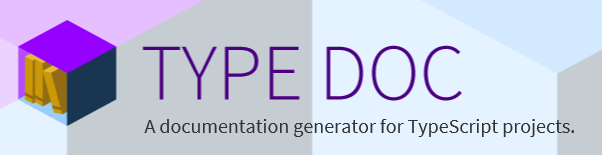 TYPE DOC
A documentation generator for TypeScript projects.